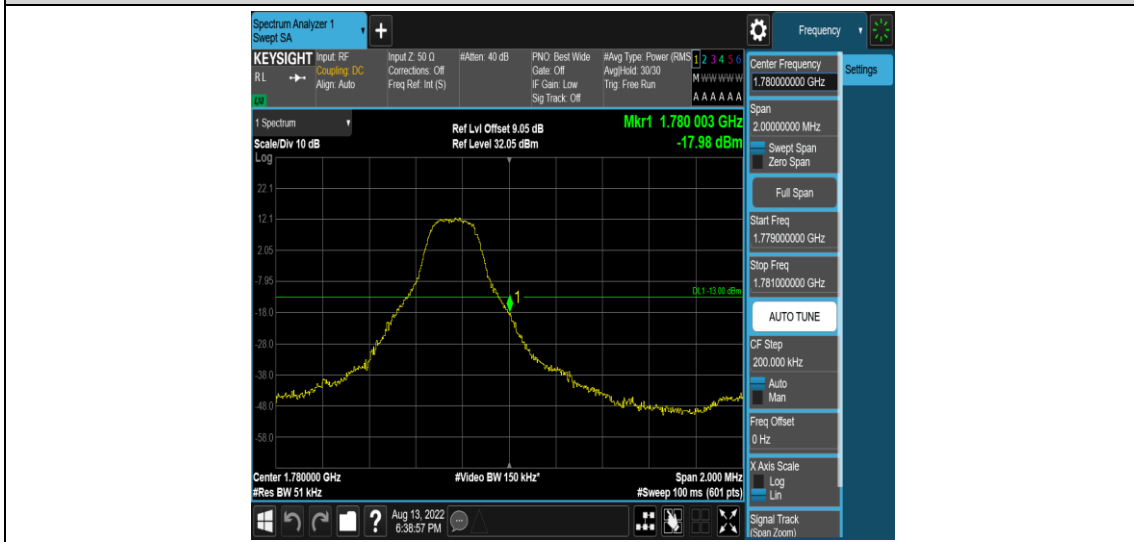 Spectrum Analyzer 1
Swept SA
+
Frequency
KEYSIGHT
RL
LXI
Input: RF
Coupling: DC
Align: Auto
Input Z: 50 Ω
Corrections: Off
Freq Ref: Int (S)
#Atten: 40 dB
PNO: Best Wide
Gate: Off
IF Gain: Low
Sig Track: Off
#Avg Type: Power (RMS
Avg|Hold: 30/30
Trig: Free Run
1 2 3 4 5 6
M W W W W W
A A A A A A
1 Spectrum
Scale/Div 10 dB
Log
Ref Lvl Offset 9.05 dB
Ref Level 32.05 dBm
Mkr1 1.780 003 GHz
-17.98 dBm
22.1
12.1
2.05
-7.95
-18.0
-28.0
-38.0
-48.0
-58.0
DL1 -13.00 dBm
1
Center 1.780000 GHz
#Res BW 51 kHz
#Video BW 150 kHz*
Span 2.000 MHz
#Sweep 100 ms (601 pts)
Aug 13, 2022
6:38:57 PM
?
Center Frequency
1.780000000 GHz
Settings
Span
2.00000000 MHz
Swept Span
Zero Span
Full Span
Start Freq
1.779000000 GHz
Stop Freq
1.781000000 GHz
AUTO TUNE
CF Step
200.000 kHz
Auto
Man
Freq Offset
0 Hz
X Axis Scale
Log
Lin
Signal Track
(Span Zoom)